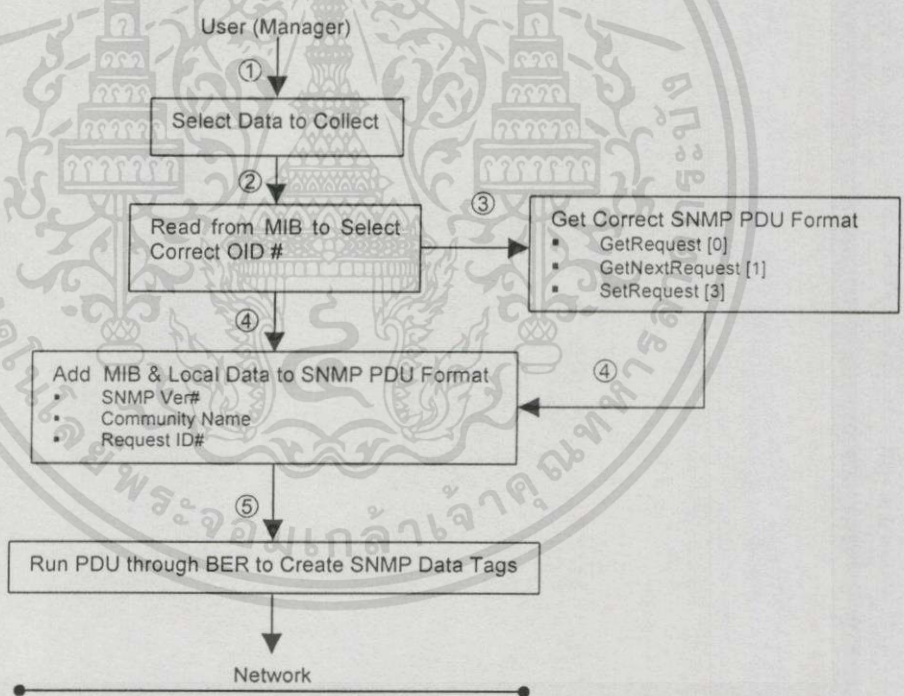 User (Manager)
①
Select Data to Collect
②
Read from MIB to Select
Correct OID #
③
Get Correct SNMP PDU Format
▪ GetRequest [0]
▪ GetNextRequest [1]
▪ SetRequest [3]
④
④
Add MIB & Local Data to SNMP PDU Format
▪ SNMP Ver#
▪ Community Name
▪ Request ID#
⑤
Run PDU through BER to Create SNMP Data Tags
Network